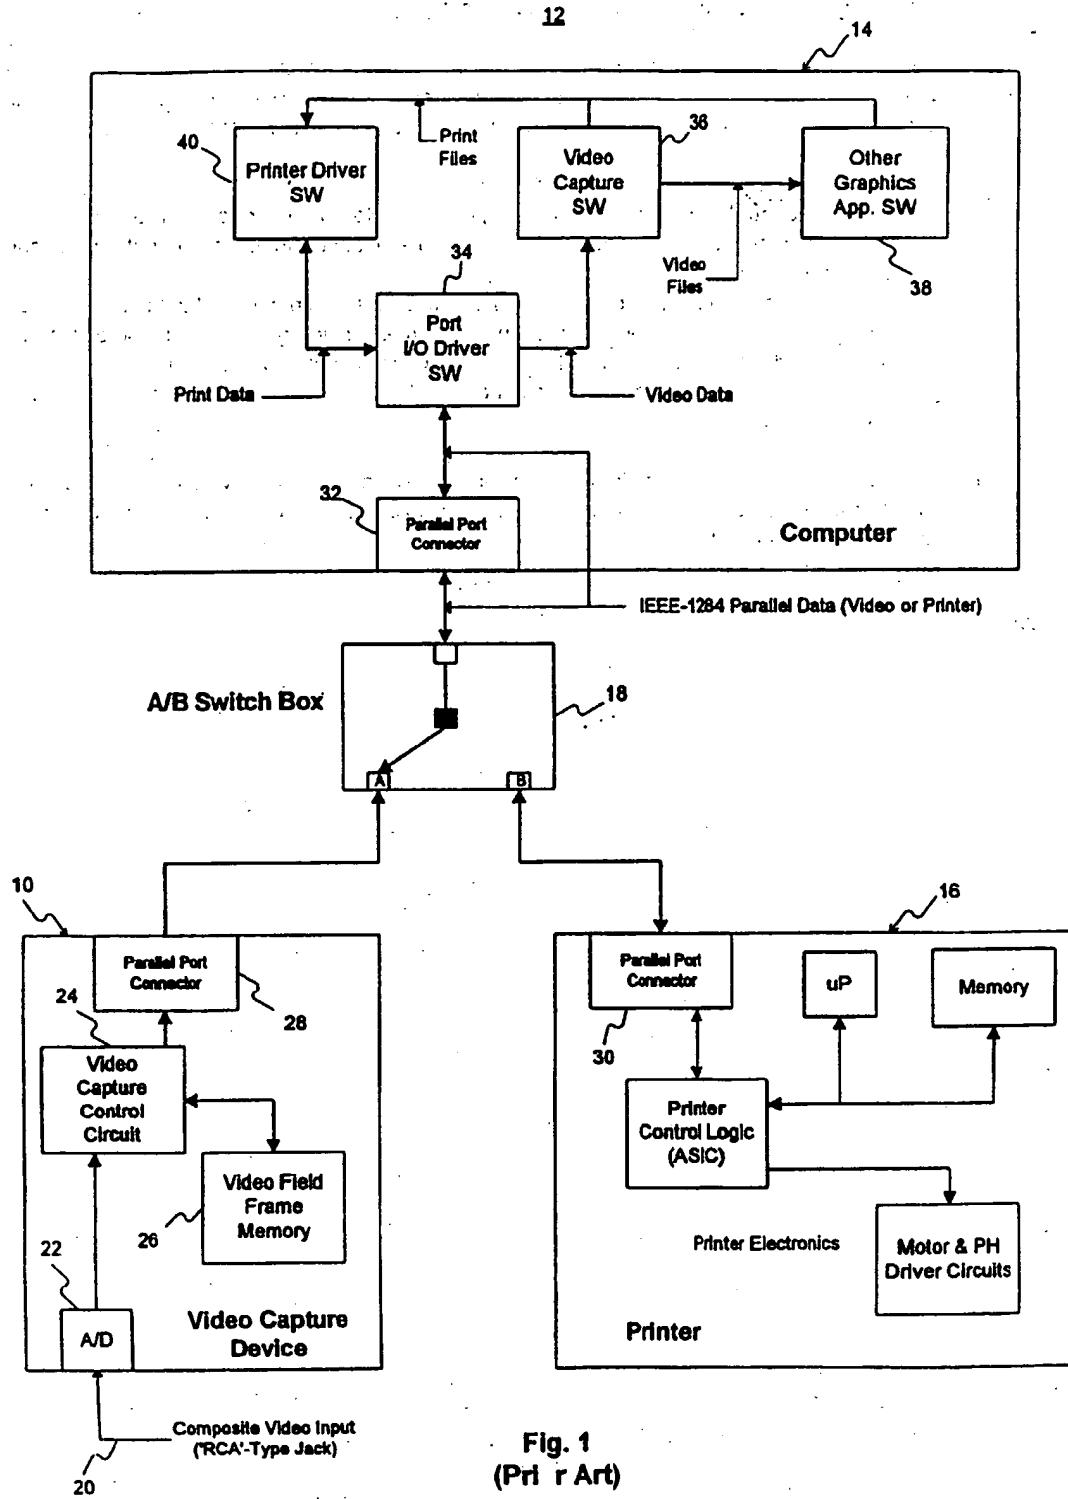 12
14
40
Printer Driver
SW
Print
Files
Video
Capture
SW
36
Other
Graphics
App. SW
34
Video
Files
38
Port
I/O Driver
SW
Print Data
Video Data
32
Parallel Port
Connector
Computer
IEEE-1284 Parallel Data (Video or Printer)
A/B Switch Box
18
A
B
10
16
Parallel Port
Connector
28
24
Video
Capture
Control
Circuit
Video Field
Frame
Memory
26
22
A/D
Video Capture
Device
Composite Video Input
("RCA'-Type Jack)
20
Parallel Port
Connector
30
uP
Memory
Printer
Control Logic
(ASIC)
Printer Electronics
Motor & PH
Driver Circuits
Printer
Fig. 1
(Pri r Art)